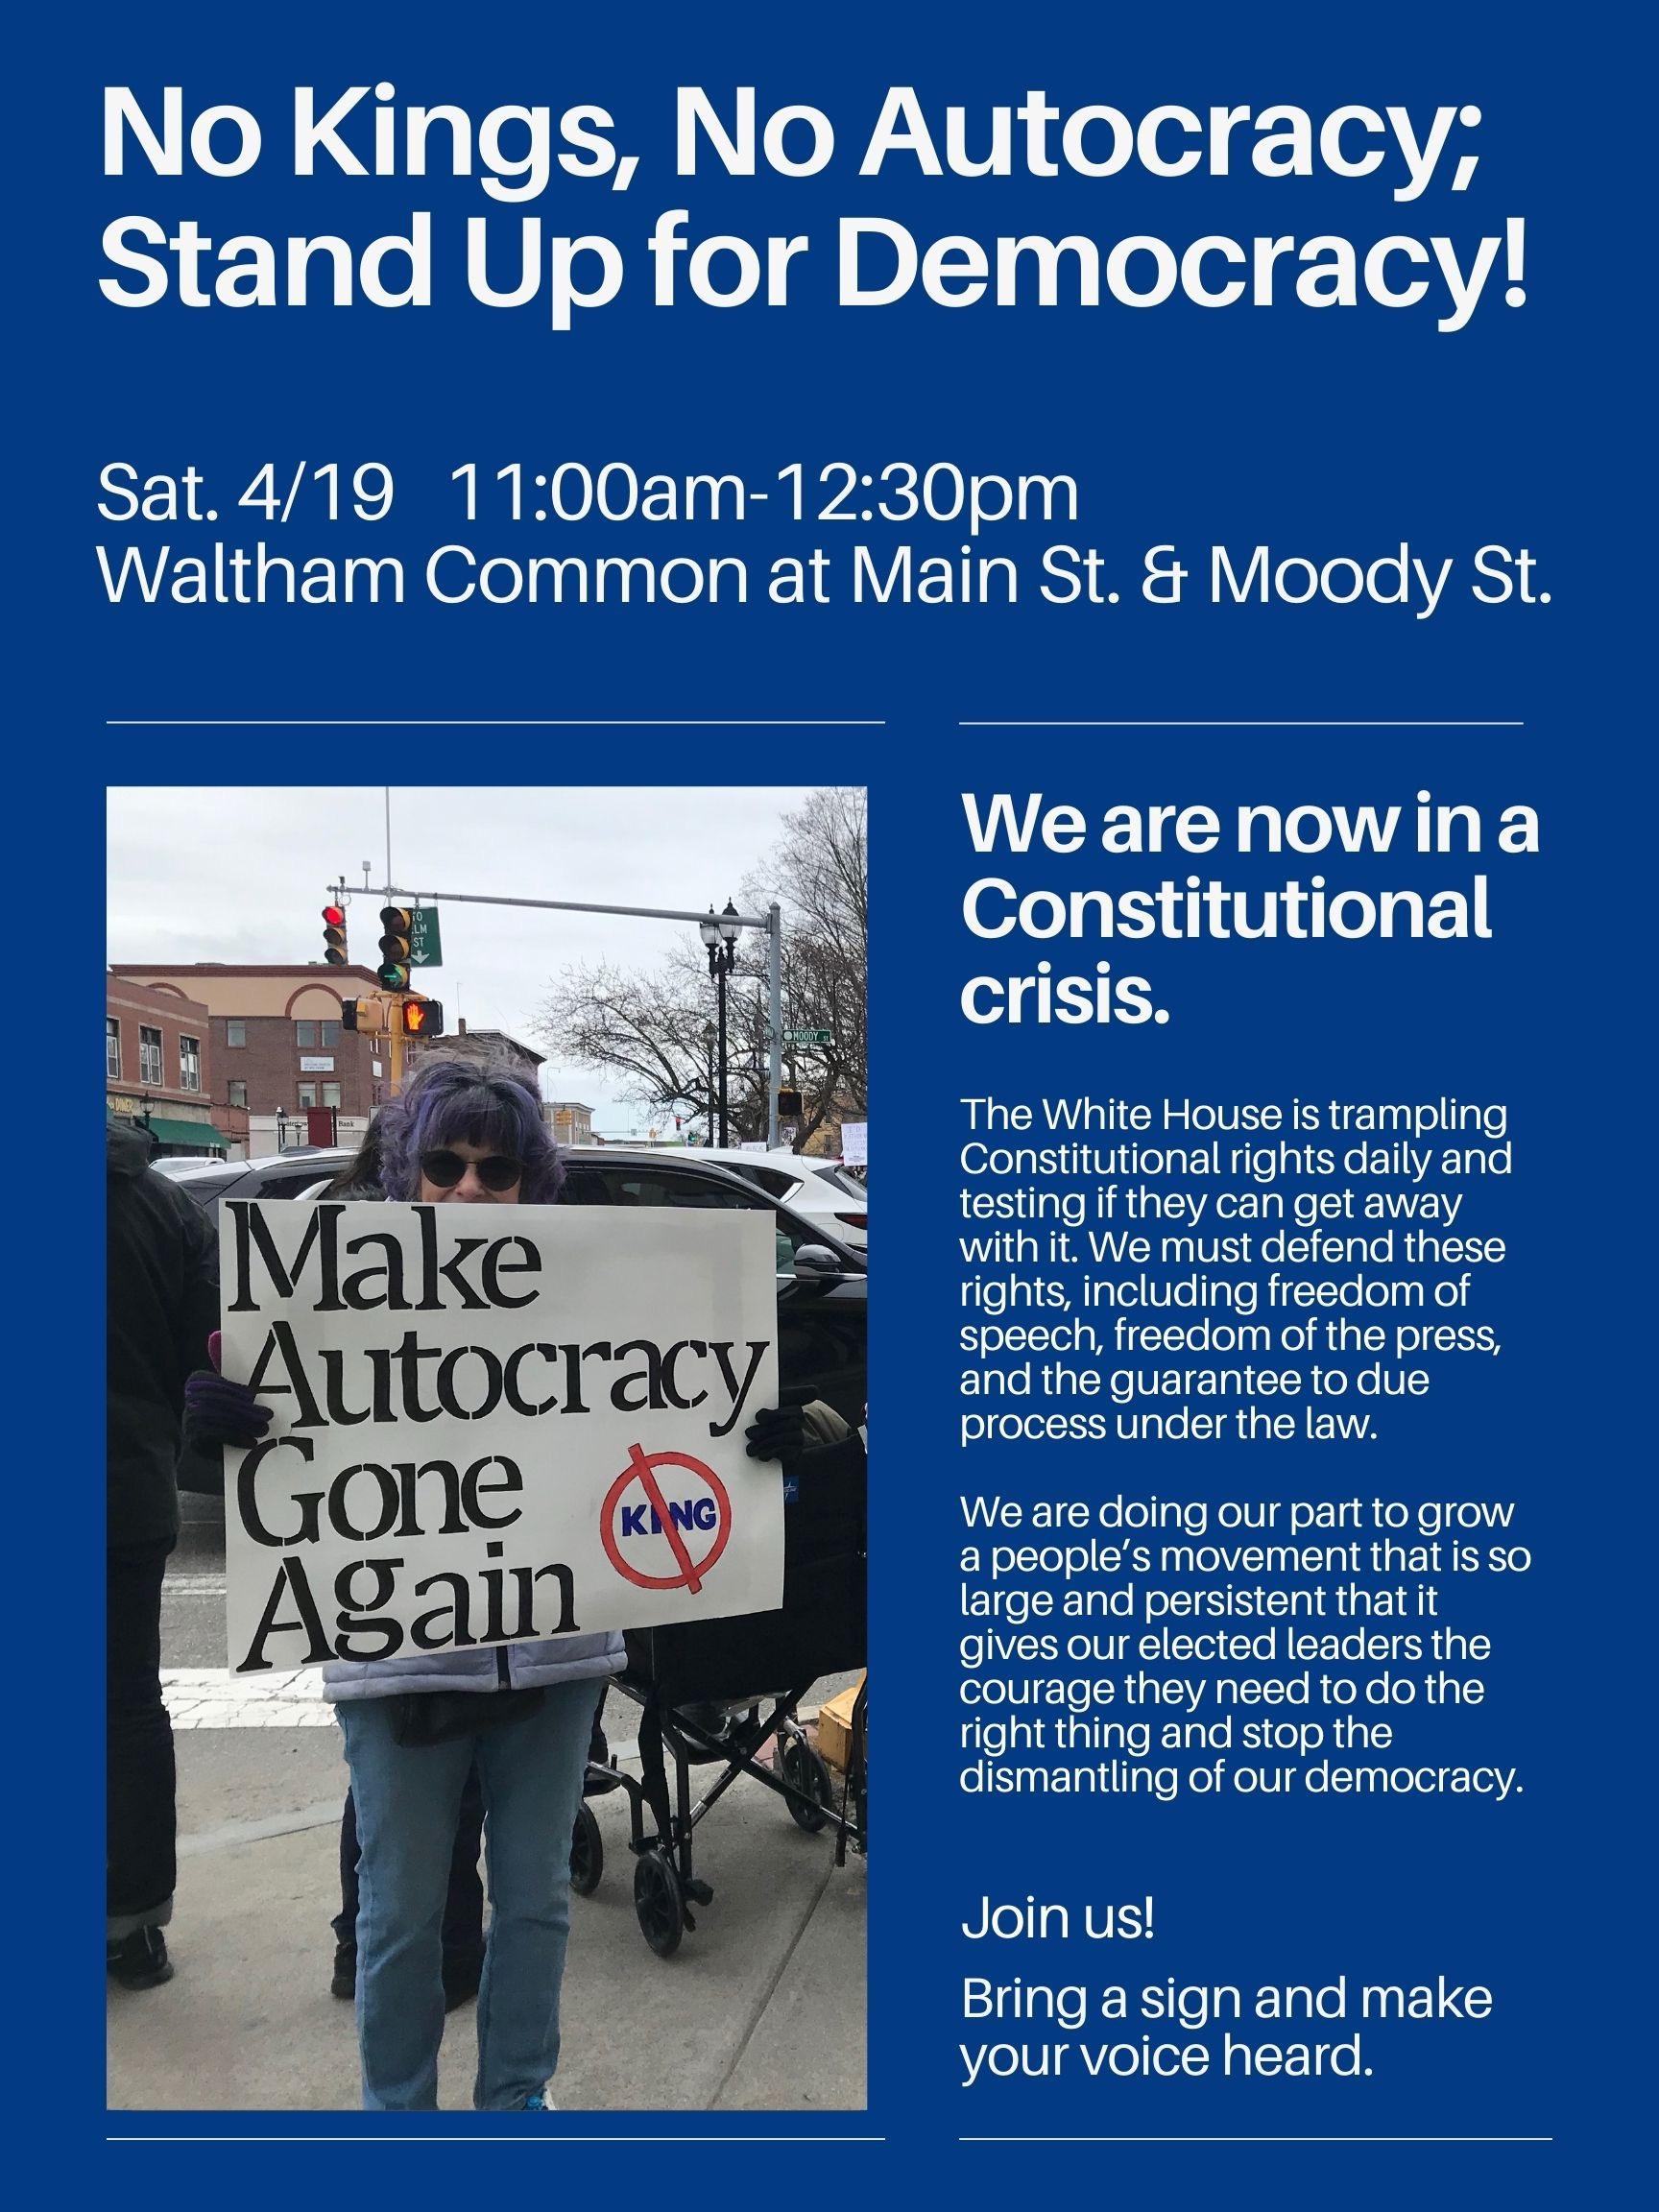 No Kings, No Autocracy;
Stand Up for Democracy!
Sat. 4/19 11:00am-12:30pm
Waltham Common at Main St. & Moody St.
TO
ELM
ST
MOODY ST
DINER
Bank
Make
Autocracy
Gone
Again
KING
We are now in a
Constitutional
crisis.
The White House is trampling
Constitutional rights daily and
testing if they can get away
with it. We must defend these
rights, including freedom of
speech, freedom of the press,
and the guarantee to due
process under the law.
We are doing our part to grow
a people’s movement that is so
large and persistent that it
gives our elected leaders the
courage they need to do the
right thing and stop the
dismantling of our democracy.
Join us!
Bring a sign and make
your voice heard.